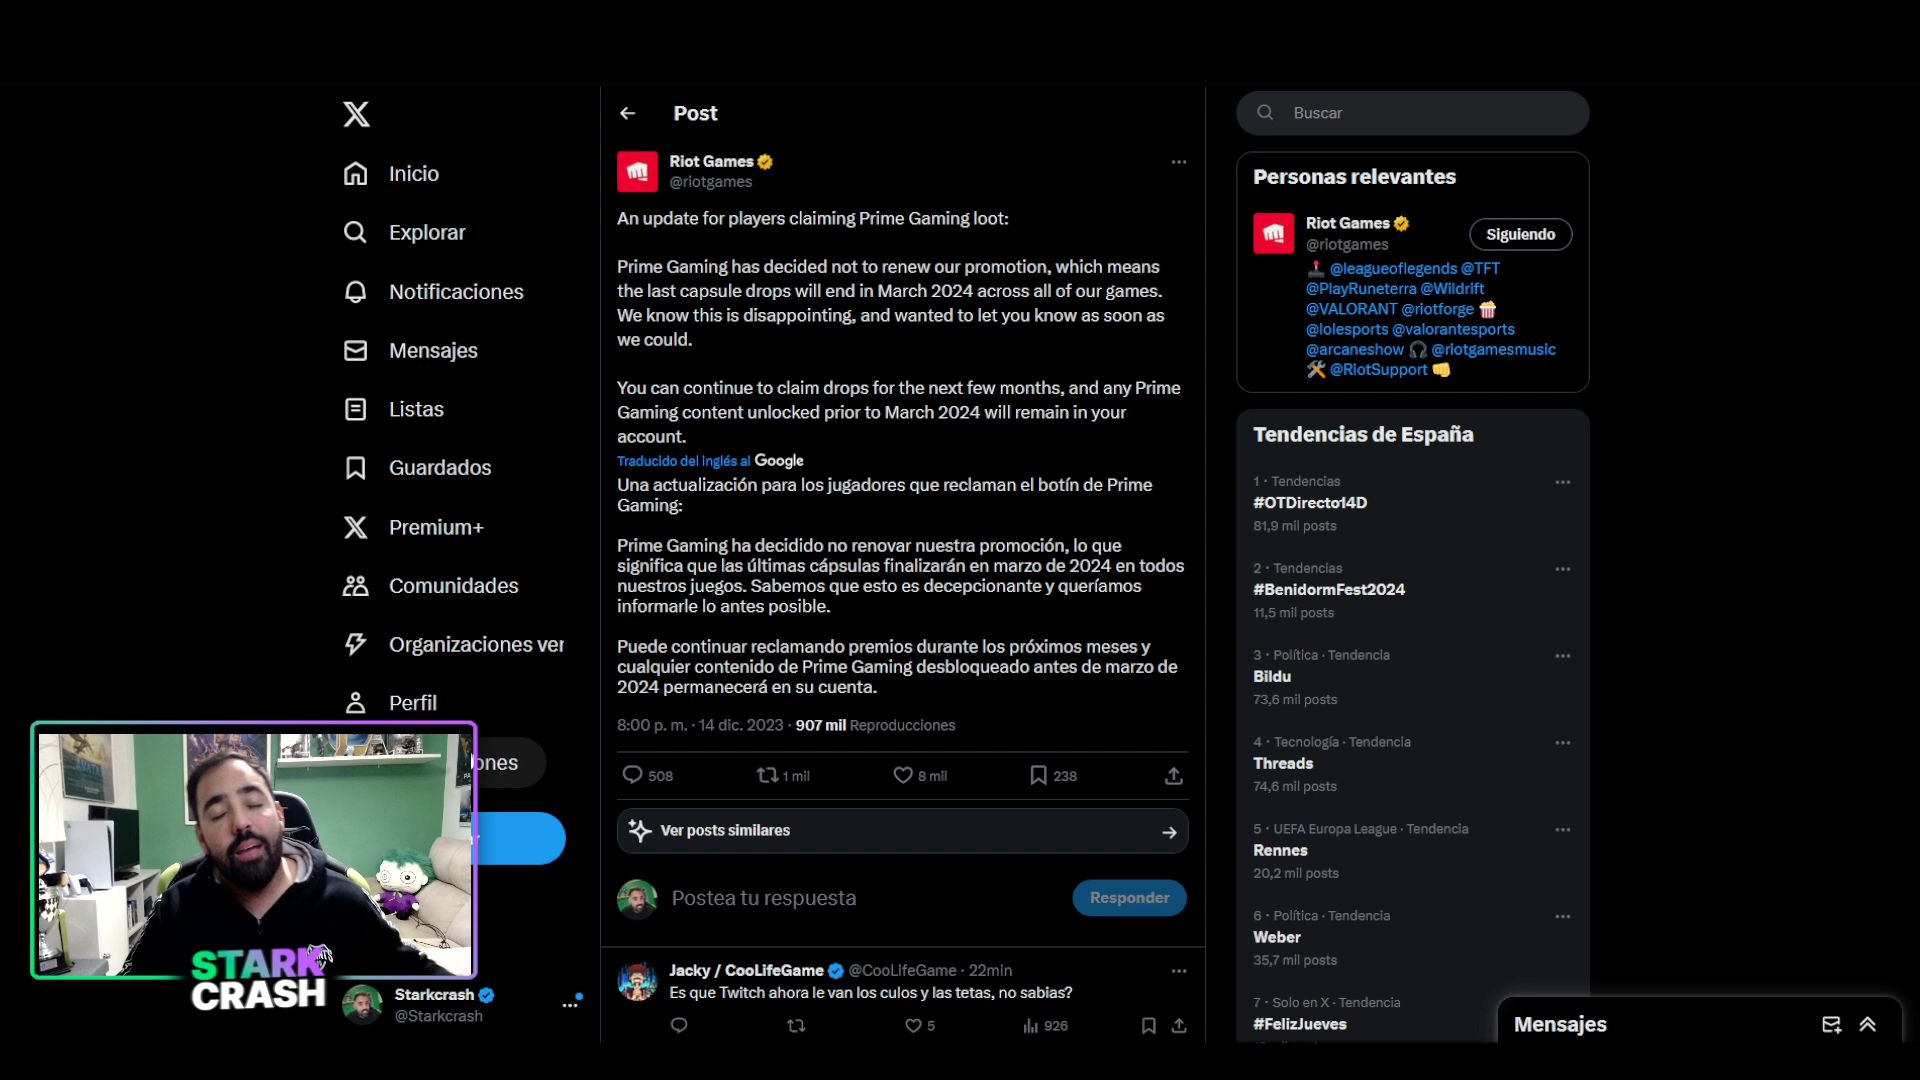 Inicio
Explorar
Notificaciones
Mensajes
Listas
Guardados
Premium+
Comunidades
Organizaciones ver
Perfil
ones
STARK
CRASH
Starkcrash
@Starkcrash
Post
Riot Games
@riotgames
An update for players claiming Prime Gaming loot:
Prime Gaming has decided not to renew our promotion, which means
the last capsule drops will end in March 2024 across all of our games.
We know this is disappointing, and wanted to let you know as soon as
we could.
You can continue to claim drops for the next few months, and any Prime
Gaming content unlocked prior to March 2024 will remain in your
account.
Traducido del inglés al Google
Una actualización para los jugadores que reclaman el botín de Prime
Gaming:
Prime Gaming ha decidido no renovar nuestra promoción, lo que
significa que las últimas cápsulas finalizarán en marzo de 2024 en todos
nuestros juegos. Sabemos que esto es decepcionante y queríamos
informarle lo antes posible.
Puede continuar reclamando premios durante los próximos meses y
cualquier contenido de Prime Gaming desbloqueado antes de marzo de
2024 permanecerá en su cuenta.
8:00 p. m. · 14 dic. 2023 · 907 mil Reproducciones
508 1 mil 8 mil 238
Ver posts similares
Postea tu respuesta
Responder
Jacky / CooLifeGame @CooLifeGame · 22min
Es que Twitch ahora le van los culos y las tetas, no sabias?
5 926
Buscar
Personas relevantes
Riot Games
@riotgames
Siguiendo
@leagueoflegends @TFT
@PlayRuneterra @Wildrift
@VALORANT @riotforge
@lolesports @valorantesports
@arcaneshow @riotgamesmusic
@RiotSupport
Tendencias de España
1 · Tendencias
#OTDirecto14D
81,9 mil posts
2 · Tendencias
#BenidormFest2024
11,5 mil posts
3 · Política · Tendencia
Bildu
73,6 mil posts
4 · Tecnología · Tendencia
Threads
74,6 mil posts
5 · UEFA Europa League · Tendencia
Rennes
20,2 mil posts
6 · Política · Tendencia
Weber
35,7 mil posts
7 · Solo en X · Tendencia
#FelizJueves
Mensajes